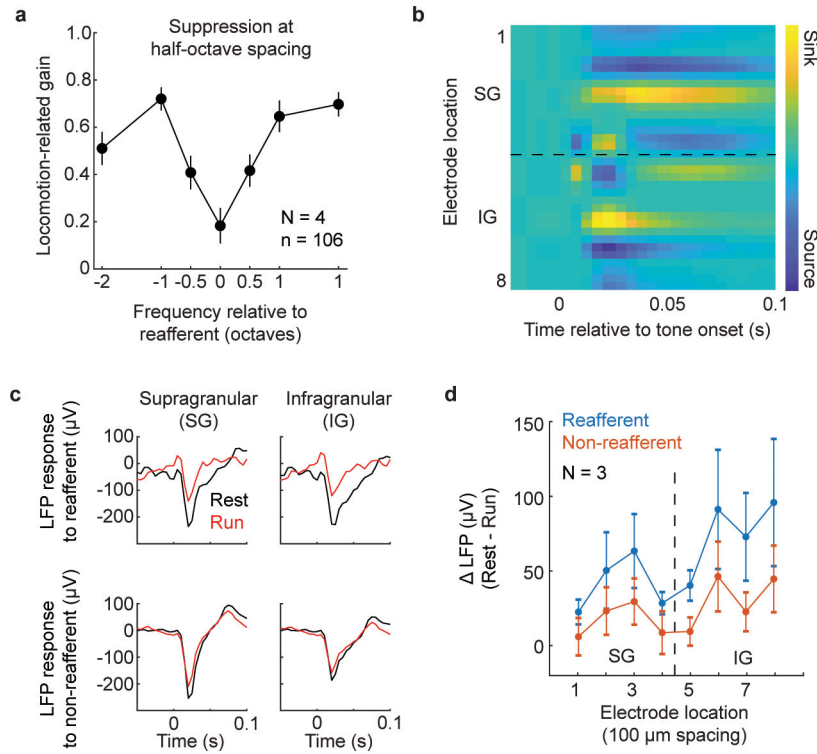 a
Suppression at
half-octave spacing
Locomotion-related gain
1.0
0.8
0.6
0.4
0.2
0
N = 4
n = 106
-2 -1 -0.5 0 0.5 1 1
Frequency relative to
reafferent (octaves)
b
Electrode location
1
SG
IG
8
0 0.05 0.1
Time relative to tone onset (s)
Sink
Source
c
Supragranular
(SG)
Infragranular
(IG)
LFP response
to reafferent (µV)
100
0
-100
-200
Rest
Run
LFP response
to non-reafferent (µV)
100
0
-100
-200
0 0.1
Time (s)
0 0.1
Time (s)
d
Reafferent
Non-reafferent
N = 3
Δ LFP (µV)
(Rest - Run)
150
100
50
0
SG
IG
1 3 5 7
Electrode location
(100 µm spacing)